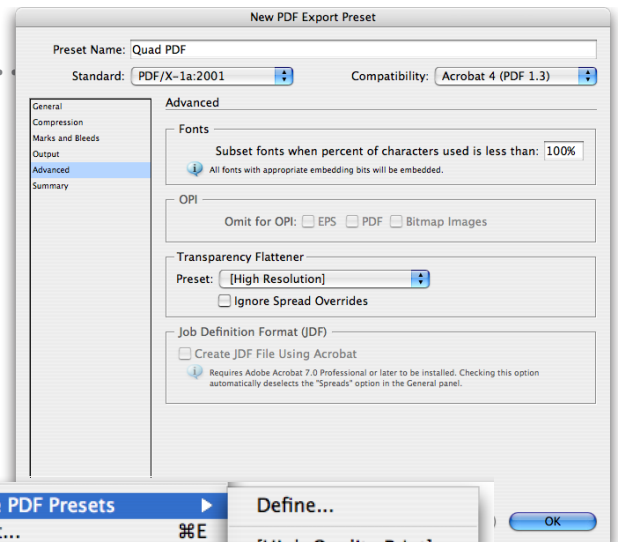 New PDF Export Preset
Preset Name: Quad PDF
Standard: PDF/X-1a:2001 Compatibility: Acrobat 4 (PDF 1.3)
General
Compression
Marks and Bleeds
Output
Advanced
Summary
Advanced
Fonts
Subset fonts when percent of characters used is less than: 100%
All fonts with appropriate embedding bits will be embedded.
OPI
Omit for OPI: EPS PDF Bitmap Images
Transparency Flattener
Preset: [High Resolution]
Ignore Spread Overrides
Job Definition Format (JDF)
Create JDF File Using Acrobat
Requires Adobe Acrobat 7.0 Professional or later to be installed. Checking this option
automatically deselects the "Spreads" option in the General panel.
PDF Presets Define...
⌘E
OK